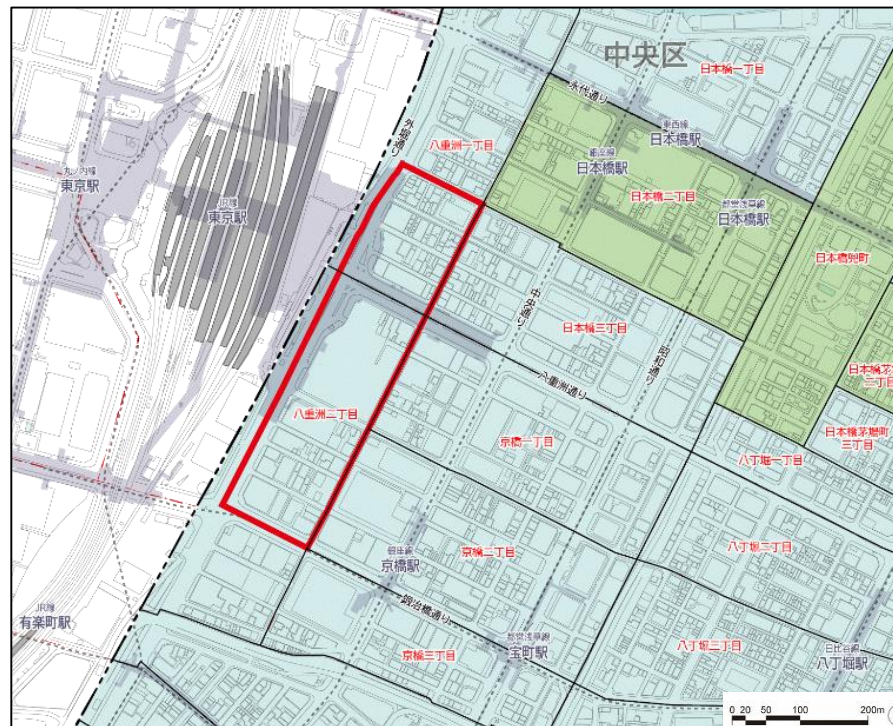 中央区
日本橋一丁目
永代通り
東西線
日本橋駅
外堀通り
八重洲一丁目
銀座線
日本橋駅
丸ノ内線
東京駅
日本橋二丁目
都営浅草線
日本橋駅
JR線
東京駅
日本橋兜町
中央通り
日本橋三丁目
昭和通り
八重洲通り
日本橋茅場町
三丁目
八重洲二丁目
京橋一丁目
八丁堀一丁目
京橋二丁目
八丁堀二丁目
銀座線
京橋駅
鍛冶橋通り
JR線
有楽町駅
京橋三丁目
都営浅草線
宝町駅
八丁堀三丁目
日比谷線
八丁堀駅
0 20 50 100 200m